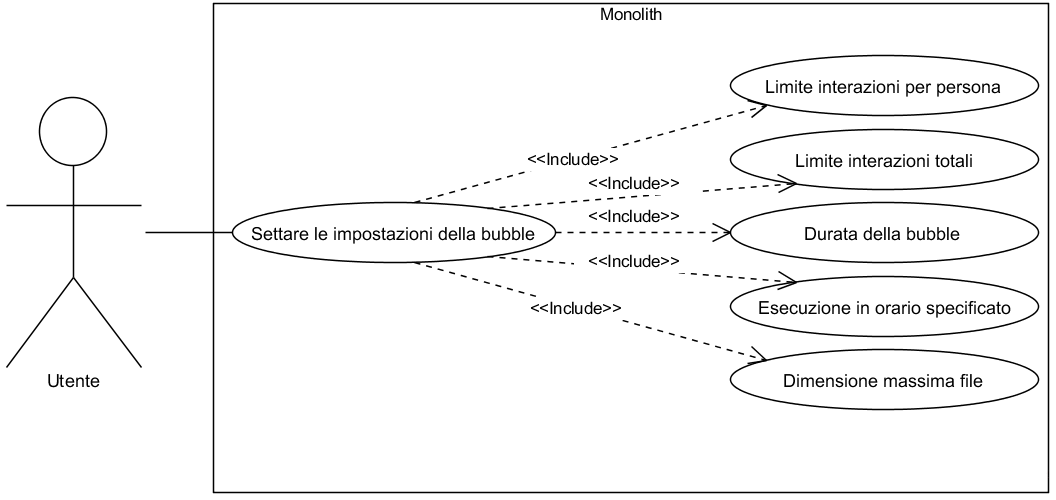 Monolith
Limite interazioni per persona
<<Include>>
Limite interazioni totali
<<Include>>
<<Include>>
Settare le impostazioni della bubble
Durata della bubble
<<Include>>
Esecuzione in orario specificato
<<Include>>
Utente
Dimensione massima file